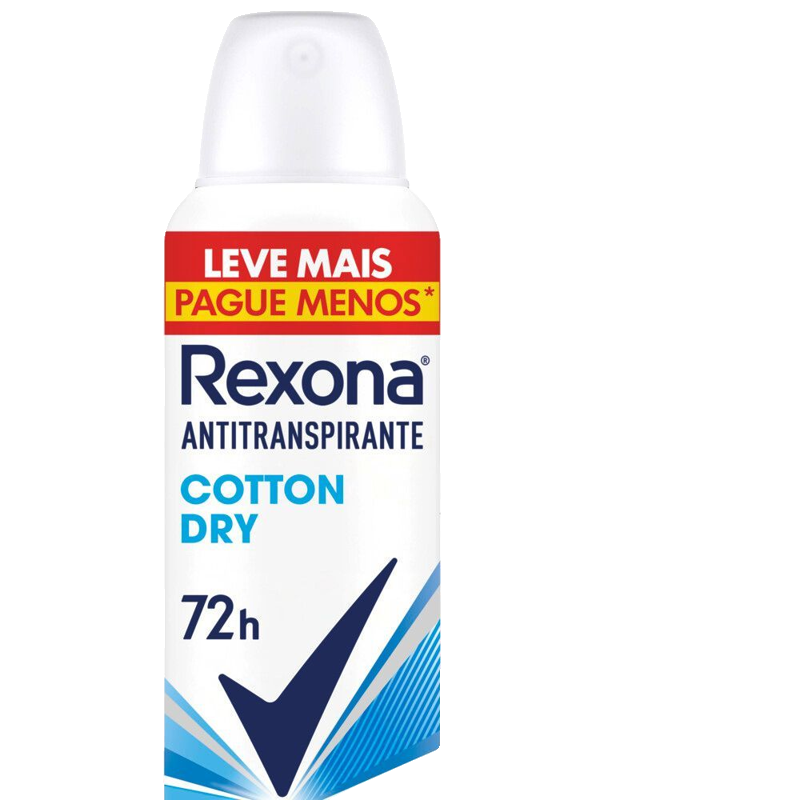 LEVE MAIS
PAGUE MENOS*
Rexona®
ANTITRANSPIRANTE
COTTON
DRY
72h